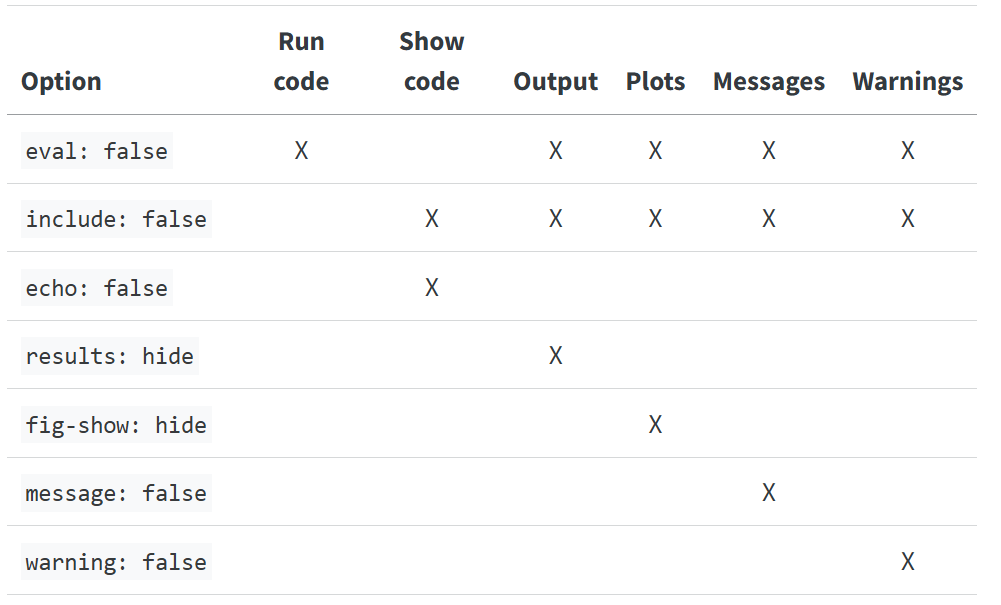 Option Run code Show code Output Plots Messages Warnings
eval: false X X X X X
include: false X X X X X
echo: false X
results: hide X
fig-show: hide X
message: false X
warning: false X